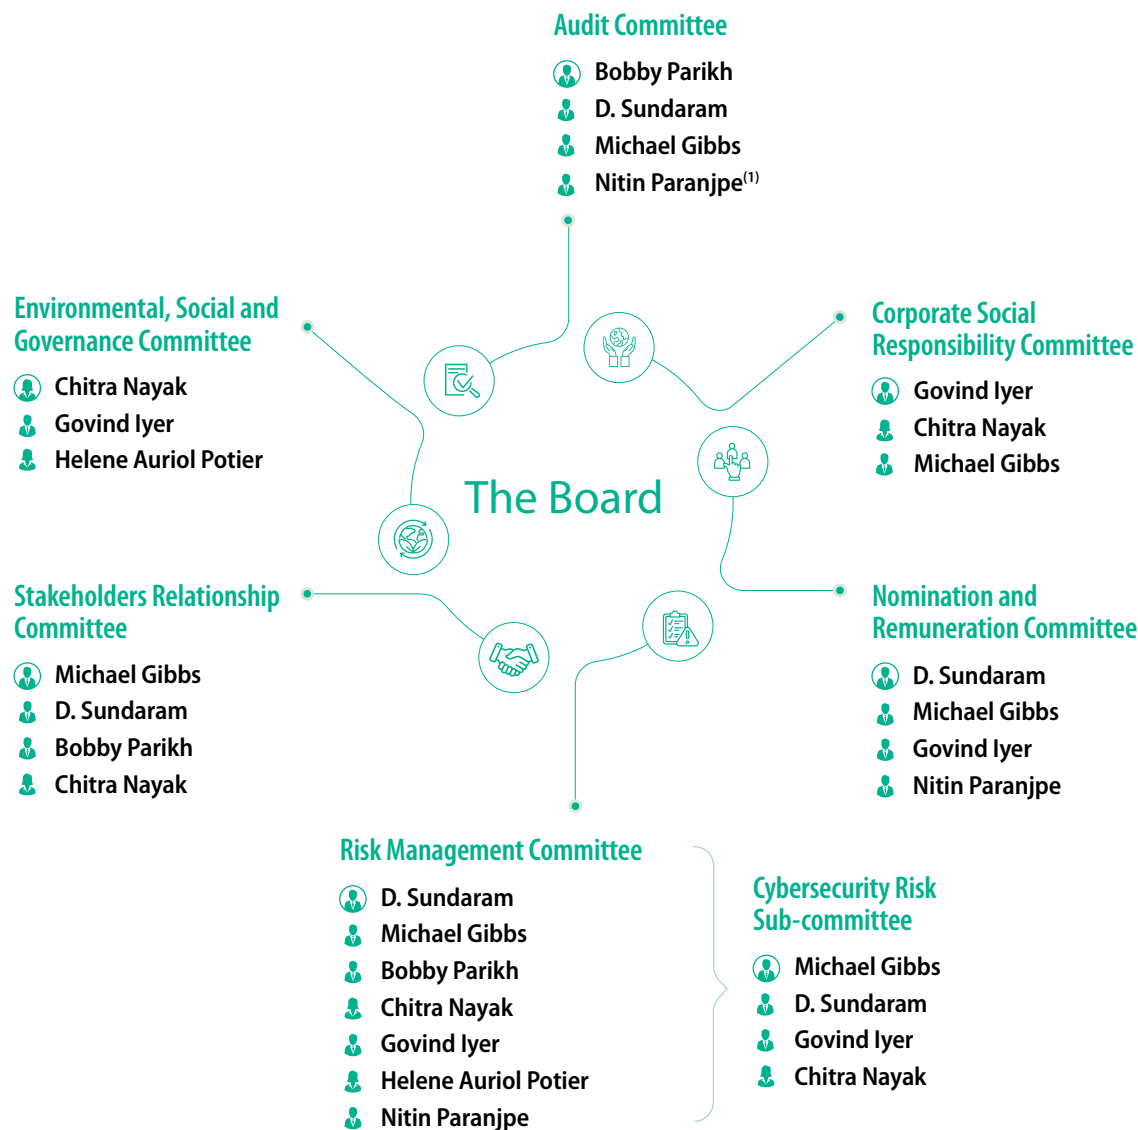 Audit Committee
Bobby Parikh
D. Sundaram
Michael Gibbs
Nitin Paranjpe(1)
Environmental, Social and
Governance Committee
Chitra Nayak
Govind Iyer
Helene Auriol Potier
Corporate Social
Responsibility Committee
Govind Iyer
Chitra Nayak
Michael Gibbs
The Board
Stakeholders Relationship
Committee
Michael Gibbs
D. Sundaram
Bobby Parikh
Chitra Nayak
Nomination and
Remuneration Committee
D. Sundaram
Michael Gibbs
Govind Iyer
Nitin Paranjpe
Risk Management Committee
D. Sundaram
Michael Gibbs
Bobby Parikh
Chitra Nayak
Govind Iyer
Helene Auriol Potier
Nitin Paranjpe
Cybersecurity Risk
Sub-committee
Michael Gibbs
D. Sundaram
Govind Iyer
Chitra Nayak